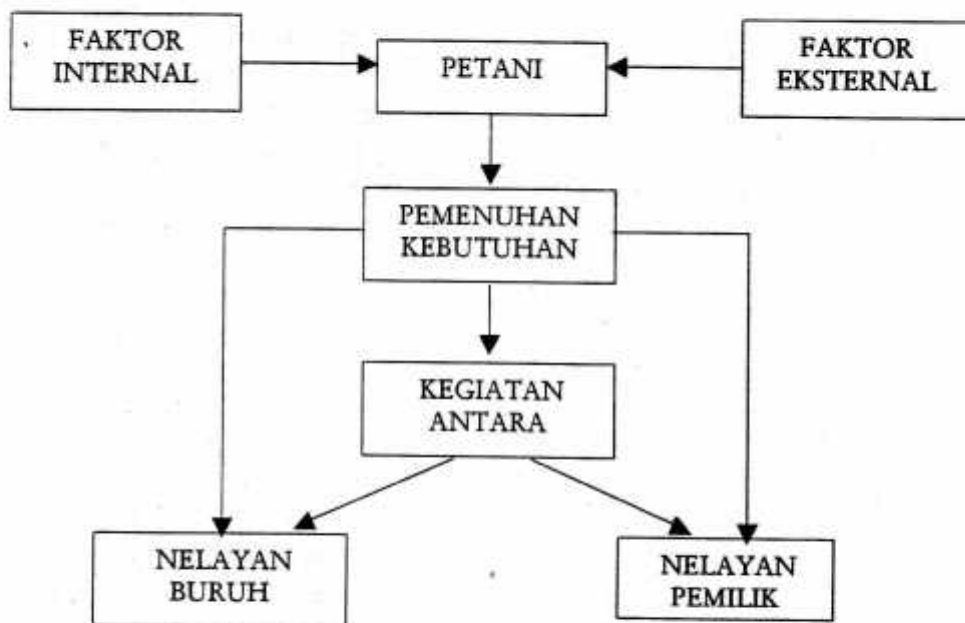 FAKTOR
INTERNAL
PETANI
FAKTOR
EKSTERNAL
PEMENUHAN
KEBUTUHAN
KEGIATAN
ANTARA
NELAYAN
BURUH
NELAYAN
PEMILIK